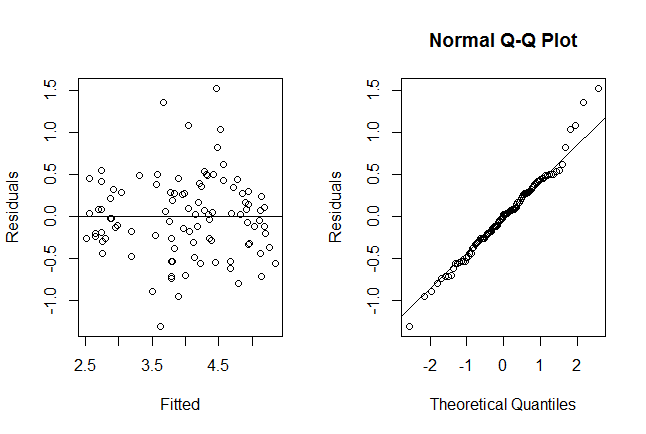 Normal Q-Q Plot
1.5
1.0
0.5
0.0
-0.5
-1.0
Residuals
2.5 3.5 4.5
Fitted
1.5
1.0
0.5
0.0
-0.5
-1.0
Residuals
-2 -1 0 1 2
Theoretical Quantiles